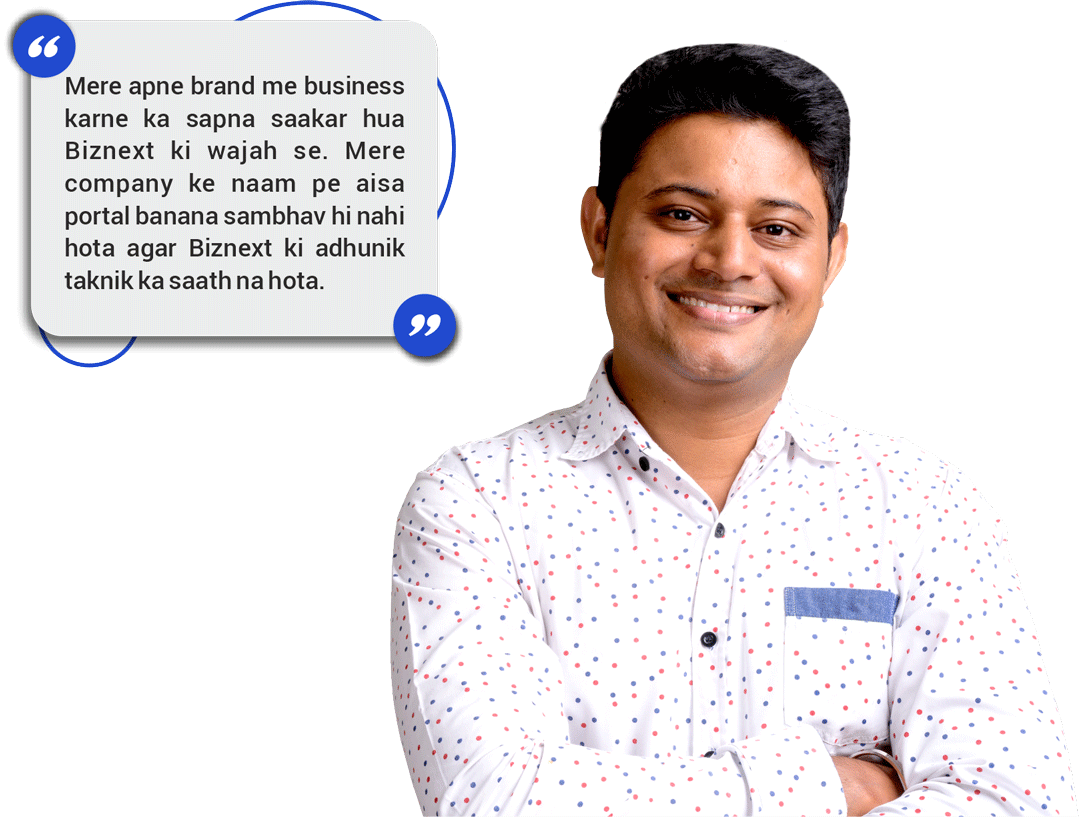 Mere apne brand me business
karne ka sapna saakar hua
Biznext ki wajah se. Mere
company ke naam pe aisa
portal banana sambhav hi nahi
hota agar Biznext ki adhunik
taknik ka saath na hota.